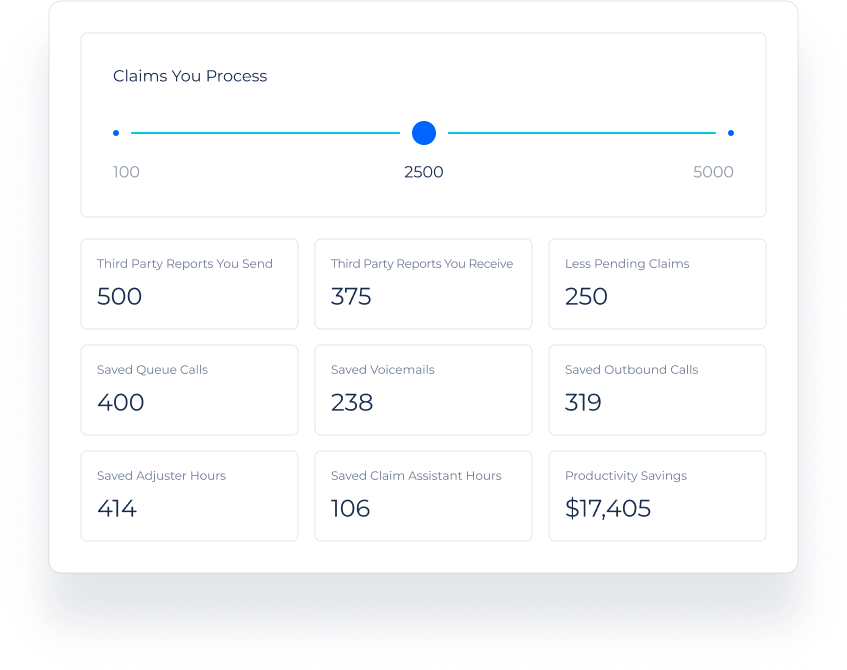 Claims You Process
100
2500
5000
Third Party Reports You Send
500
Third Party Reports You Receive
375
Less Pending Claims
250
Saved Queue Calls
400
Saved Voicemails
238
Saved Outbound Calls
319
Saved Adjuster Hours
414
Saved Claim Assistant Hours
106
Productivity Savings
$17,405